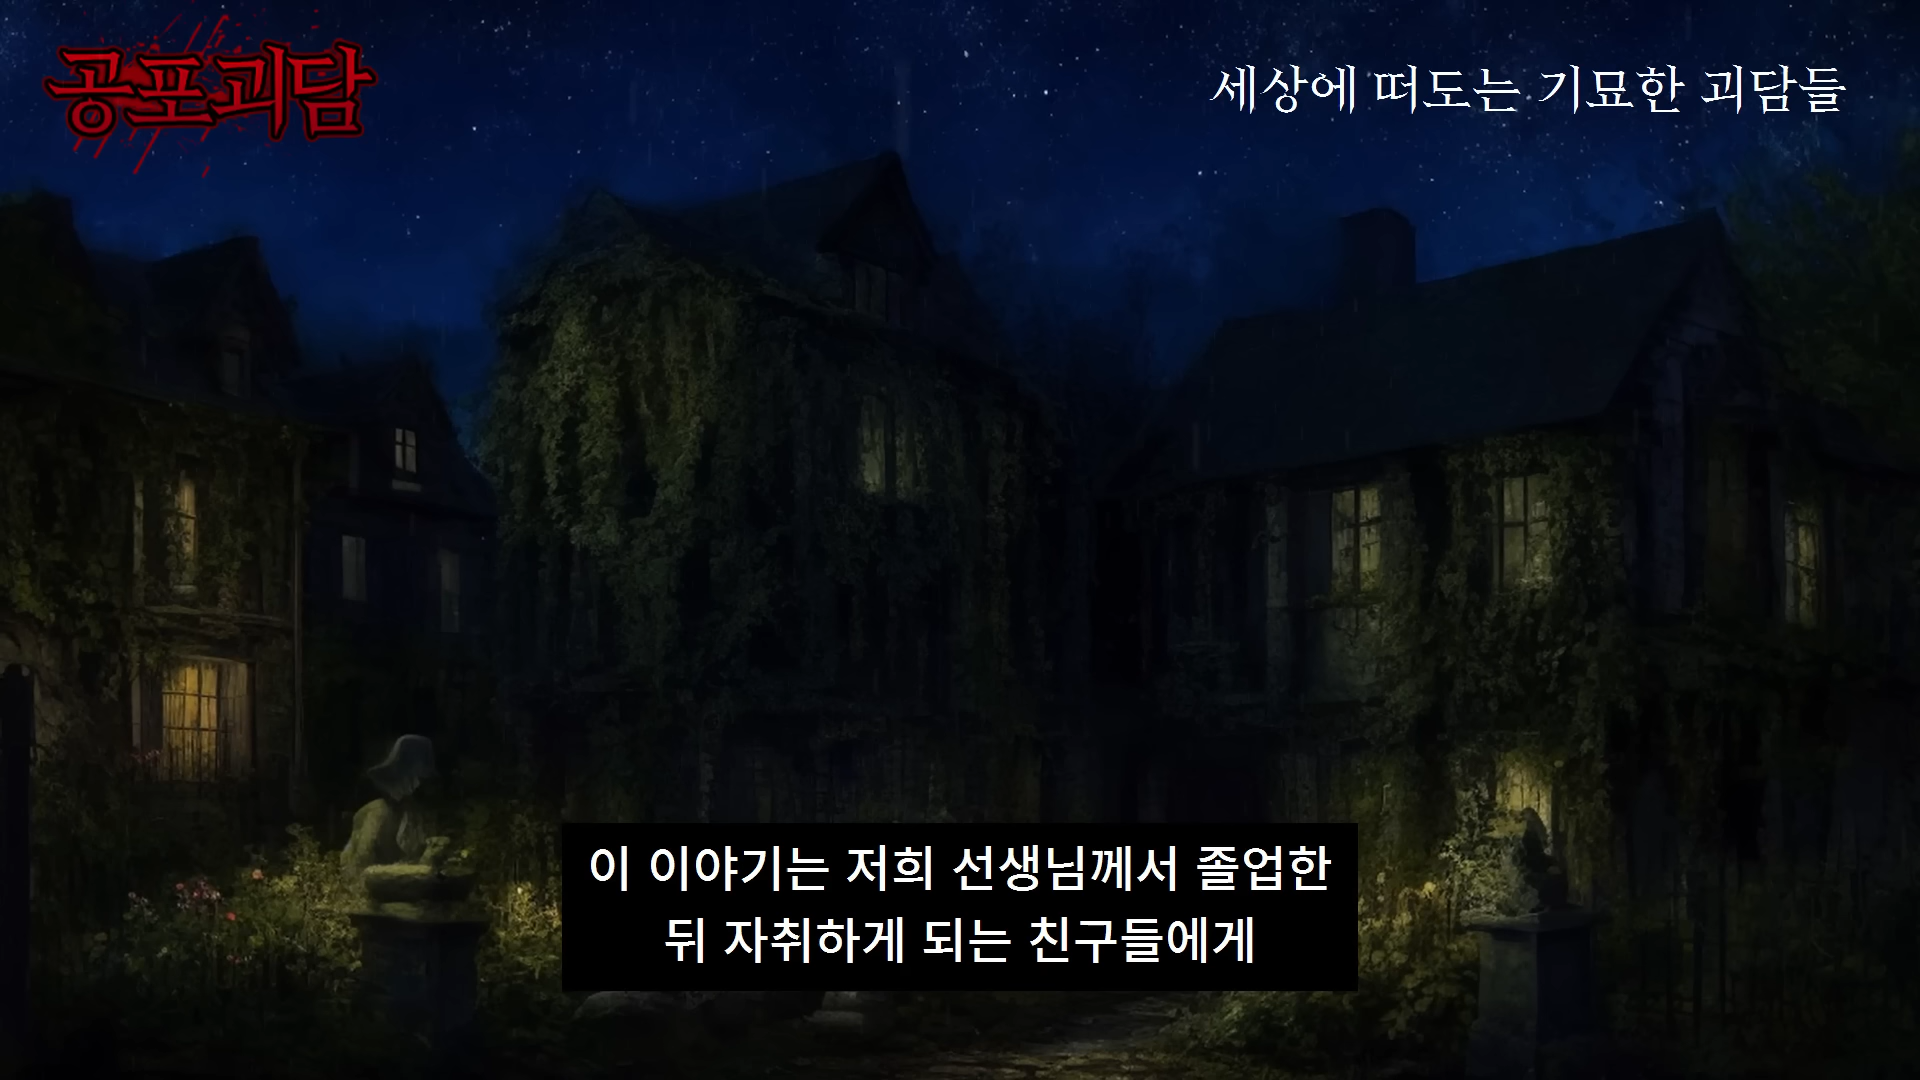 공포괴담
세상에 떠도는 기묘한 괴담들
이 이야기는 저희 선생님께서 졸업한
뒤 자취하게 되는 친구들에게